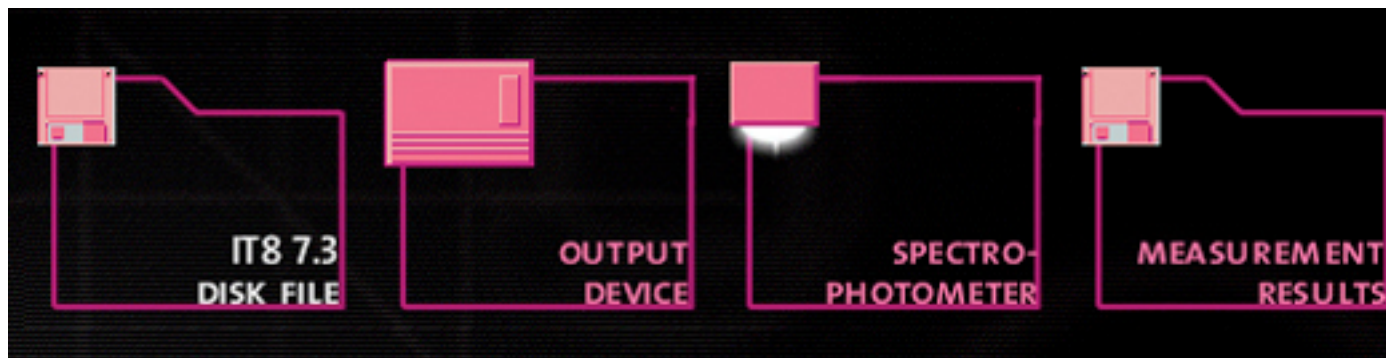 IT8 7.3
DISK FILE
OUTPUT
DEVICE
SPECTRO-
PHOTOMETER
MEASUREMENT
RESULTS